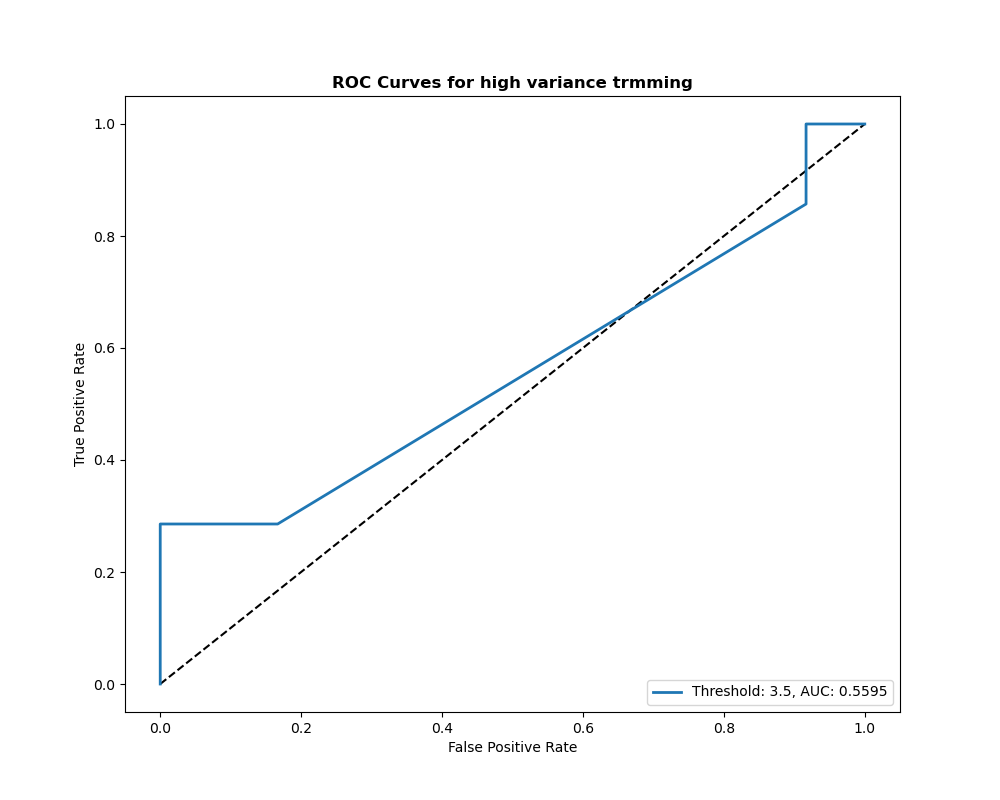 ROC Curves for high variance trmming
1.0
0.8
0.6
0.4
0.2
0.0
True Positive Rate
Threshold: 3.5, AUC: 0.5595
0.0 0.2 0.4 0.6 0.8 1.0
False Positive Rate